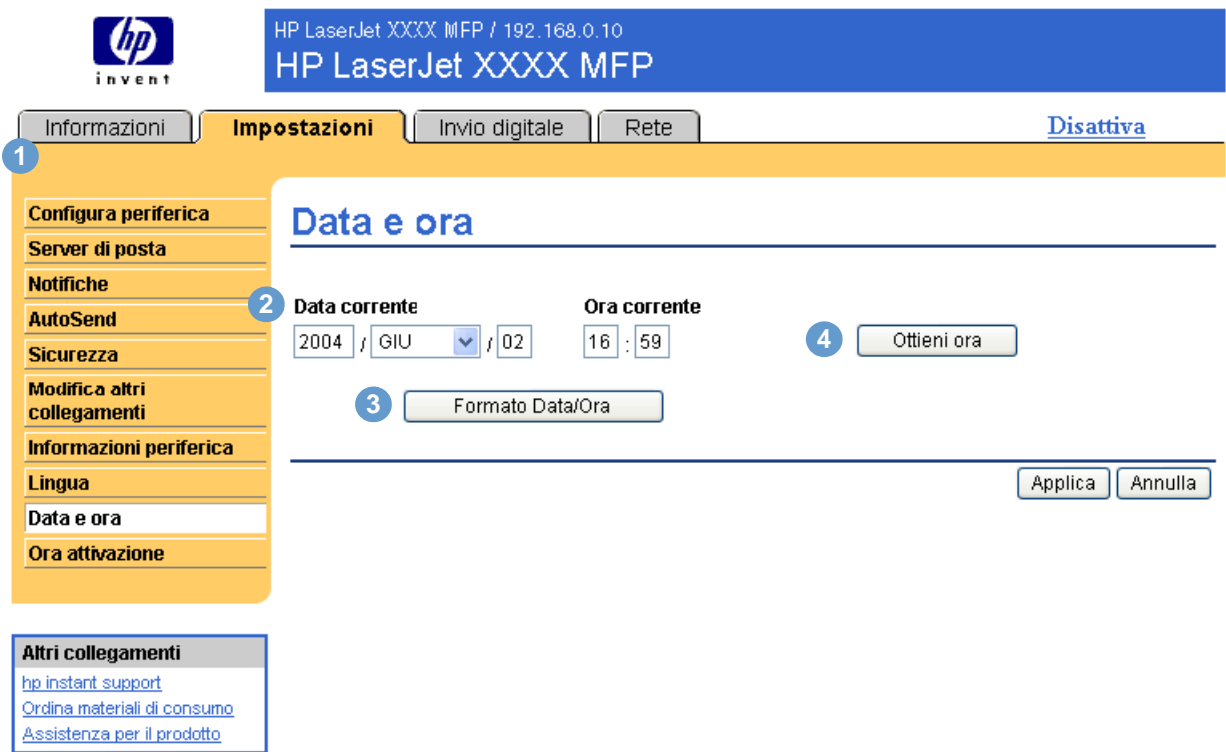 hp
invent
HP LaserJet XXXX MFP / 192.168.0.10
HP LaserJet XXXX MFP
Informazioni
Impostazioni
Invio digitale
Rete
Disattiva
1
Configura periferica
Server di posta
Notifiche
AutoSend
Sicurezza
Modifica altri
collegamenti
Informazioni periferica
Lingua
Data e ora
Ora attivazione
Altri collegamenti
hp instant support
Ordina materiali di consumo
Assistenza per il prodotto
Data e ora
2 Data corrente Ora corrente
2004 / GIU / 02 16 : 59
4 Ottieni ora
3 Formato Data/Ora
Applica Annulla